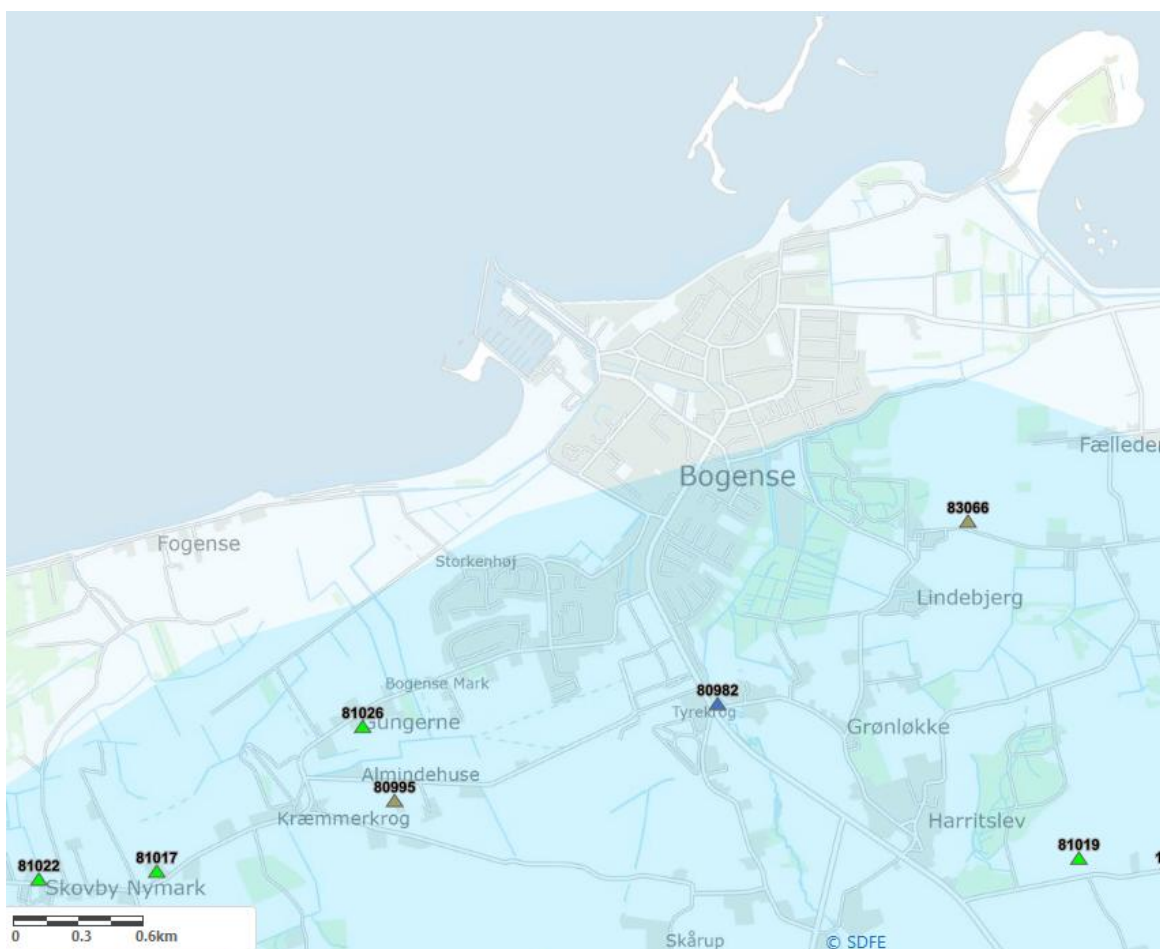 Bogense
Fælleder
83066
Fogense
Storkenhøj
Lindebjerg
Bogense Mark
80982
81026
Tyrekrog
Gungerne
Grønløkke
Almindehuse
80995
Kræmmerkrog
Harritslev
81019
81017
81022
Skovby Nymark
0 0.3 0.6km
Skårup
© SDFE